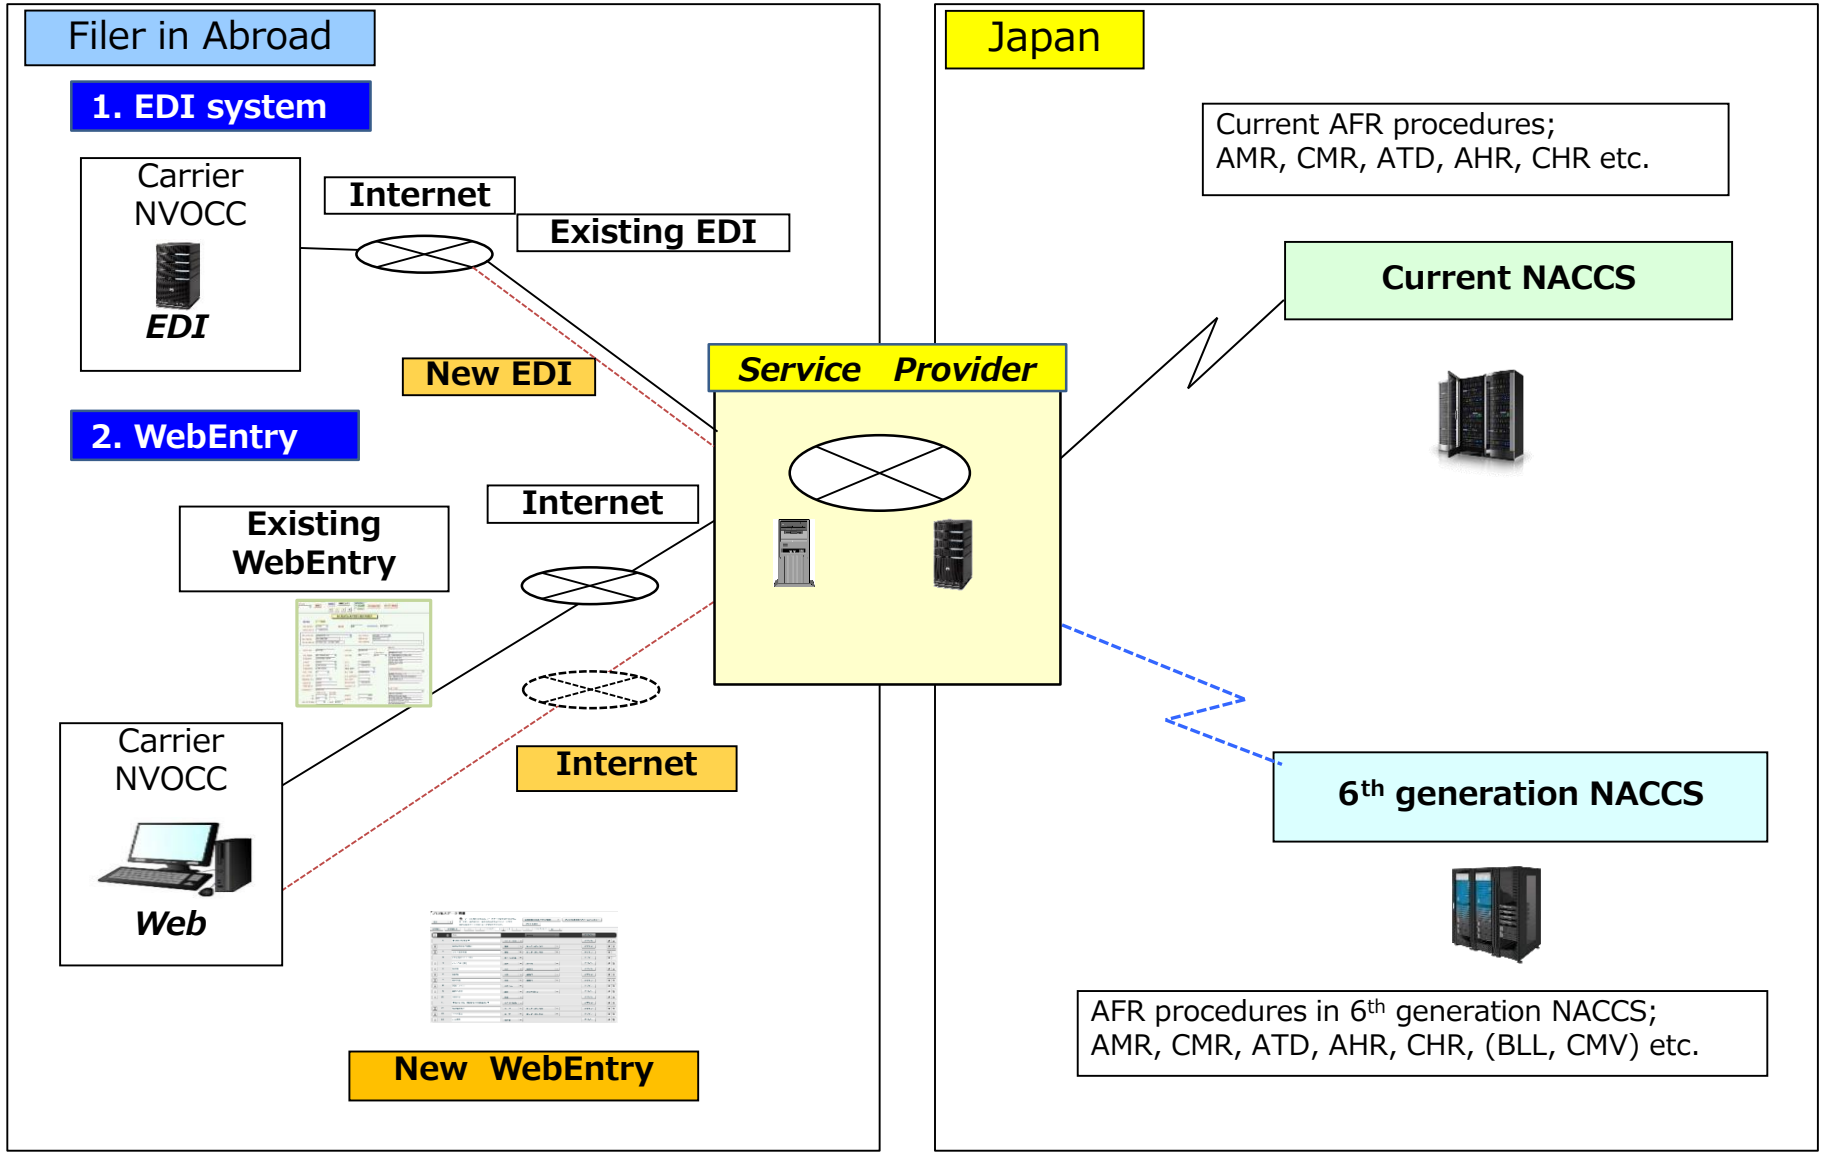 Filer in Abroad
1. EDI system
Carrier
NVOCC
EDI
Internet
Existing EDI
New EDI
2. WebEntry
Internet
Existing
WebEntry
Carrier
NVOCC
Web
Internet
New WebEntry
Service Provider
Japan
Current AFR procedures;
AMR, CMR, ATD, AHR, CHR etc.
Current NACCS
6th generation NACCS
AFR procedures in 6th generation NACCS;
AMR, CMR, ATD, AHR, CHR, (BLL, CMV) etc.